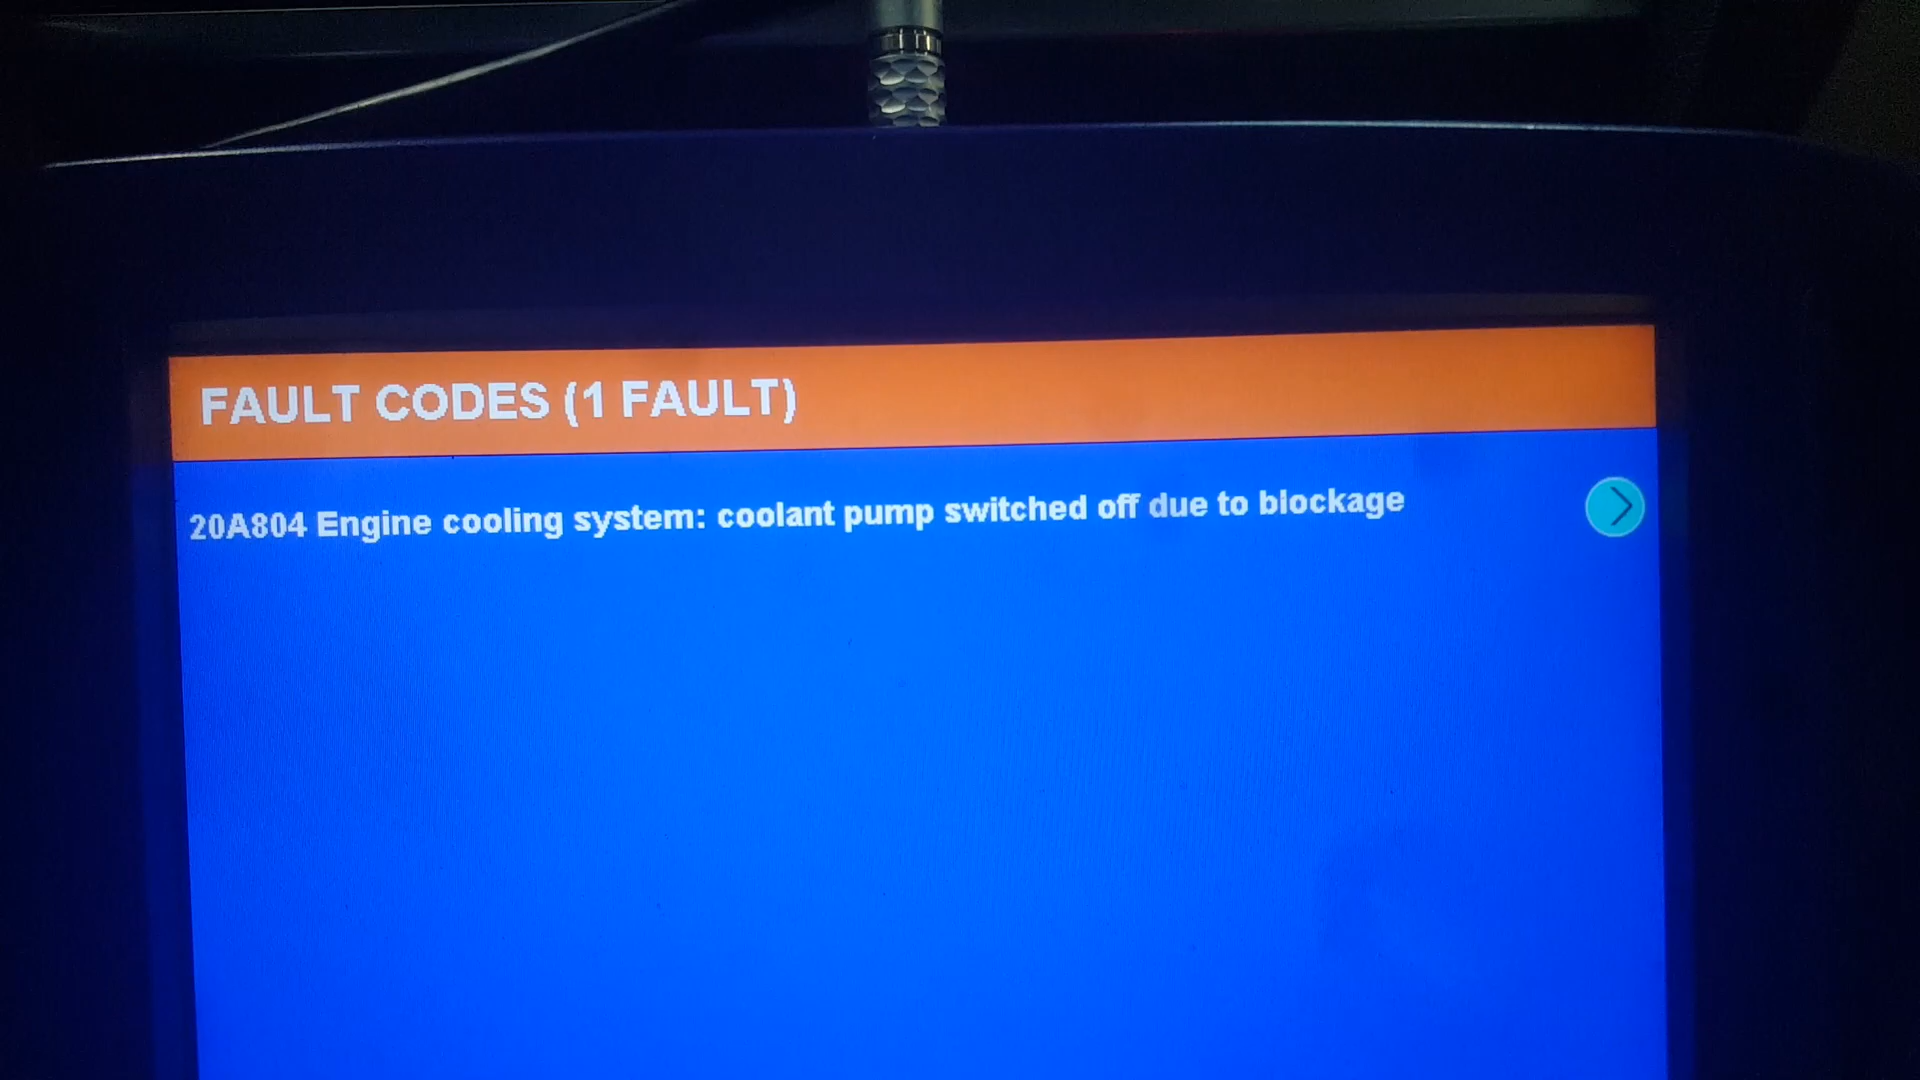 FAULT CODES (1 FAULT)
20A804 Engine cooling system: coolant pump switched off due to blockage